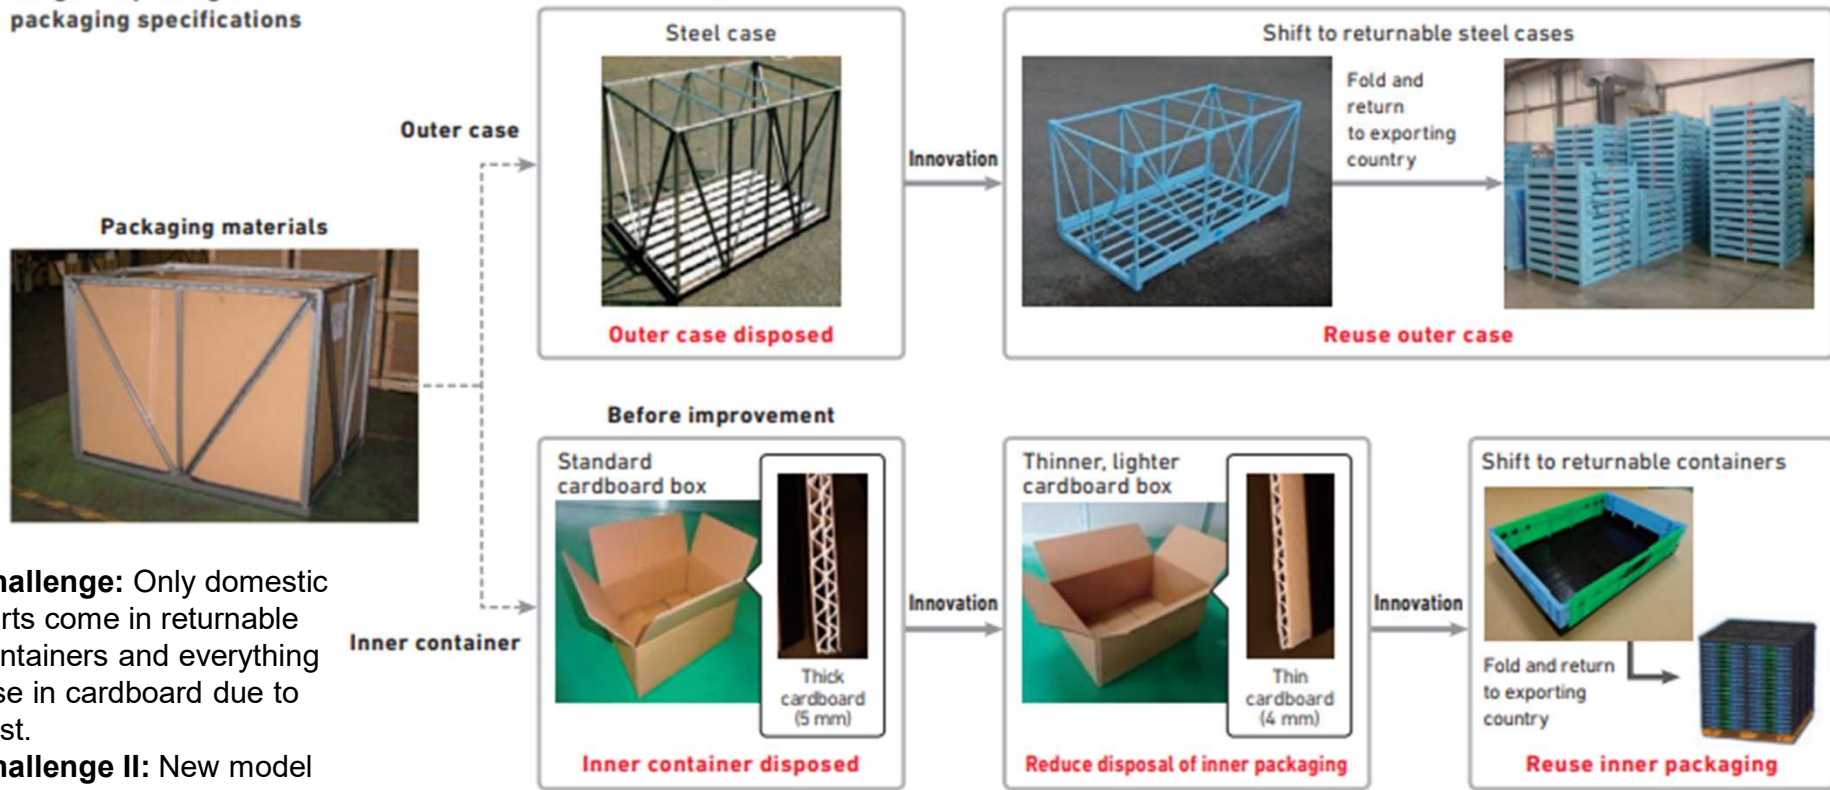 packaging specifications
Packaging materials
Outer case
Steel case
Outer case disposed
Innovation
Shift to returnable steel cases
Fold and
return
to exporting
country
Reuse outer case
Inner container
Before improvement
Standard
cardboard box
Thick
cardboard
(5 mm)
Inner container disposed
Innovation
Thinner, lighter
cardboard box
Thin
cardboard
(4 mm)
Reduce disposal of inner packaging
Innovation
Shift to returnable containers
Fold and return
to exporting
country
Reuse inner packaging
hallenge: Only domestic
rts come in returnable
ntainers and everything
se in cardboard due to
st.
hallenge II: New model